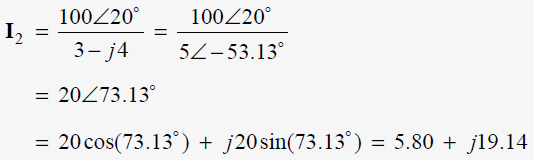 I₂ = 100∠20° / 3 – j4 = 100∠20° / 5∠–53.13°
= 20∠73.13°
= 20cos(73.13°) + j20sin(73.13°) = 5.80 + j19.14